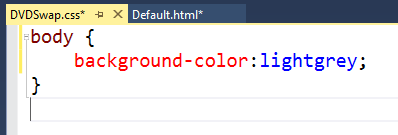 DVDSwap.css* Default.html*
body {
    background-color:lightgrey;
}